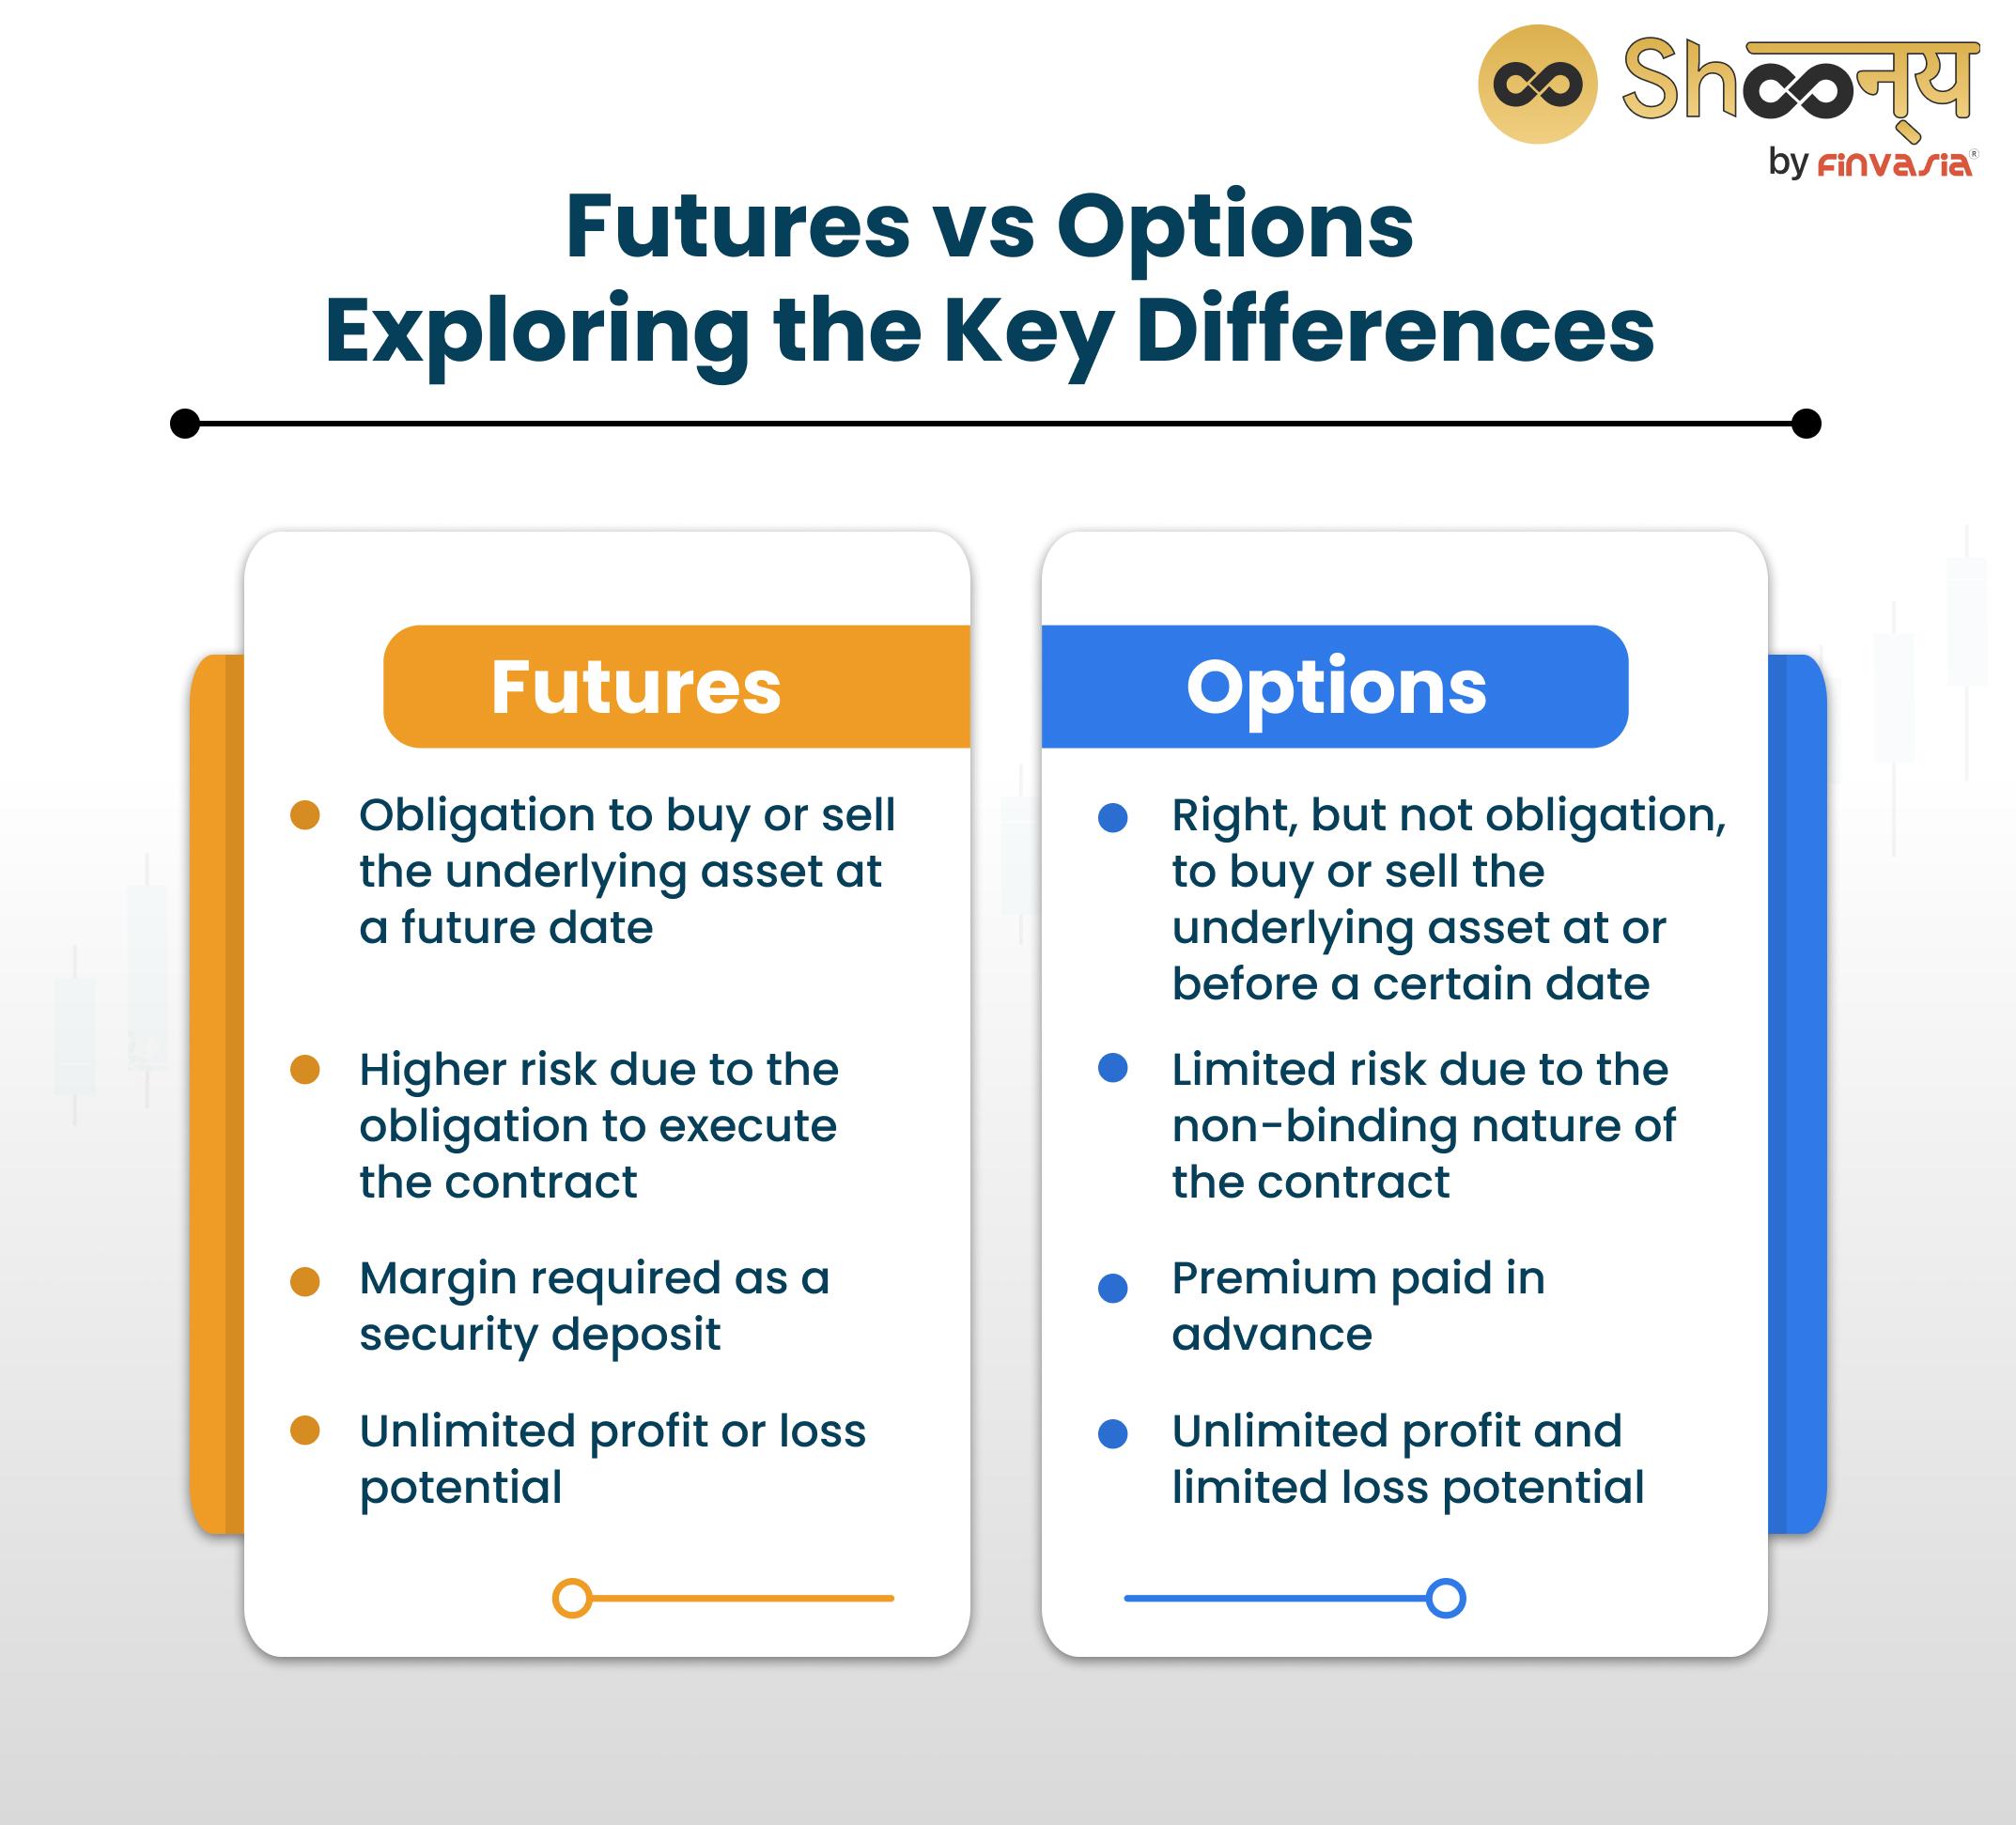 Shoonन्य
by finvasia®
Futures vs Options
Exploring the Key Differences
Futures
Obligation to buy or sell
the underlying asset at
a future date
Higher risk due to the
obligation to execute
the contract
Margin required as a
security deposit
Unlimited profit or loss
potential
Options
Right, but not obligation,
to buy or sell the
underlying asset at or
before a certain date
Limited risk due to the
non-binding nature of
the contract
Premium paid in
advance
Unlimited profit and
limited loss potential